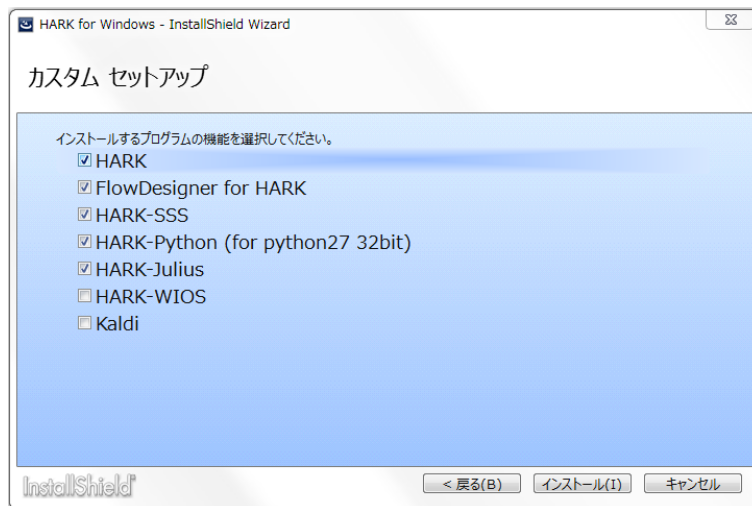 HARK for Windows - InstallShield Wizard
カスタム セットアップ
インストールするプログラムの機能を選択してください。
HARK
FlowDesigner for HARK
HARK-SSS
HARK-Python (for python27 32bit)
HARK-Julius
HARK-WIOS
Kaldi
InstallShield
< 戻る(B) インストール(I) キャンセル